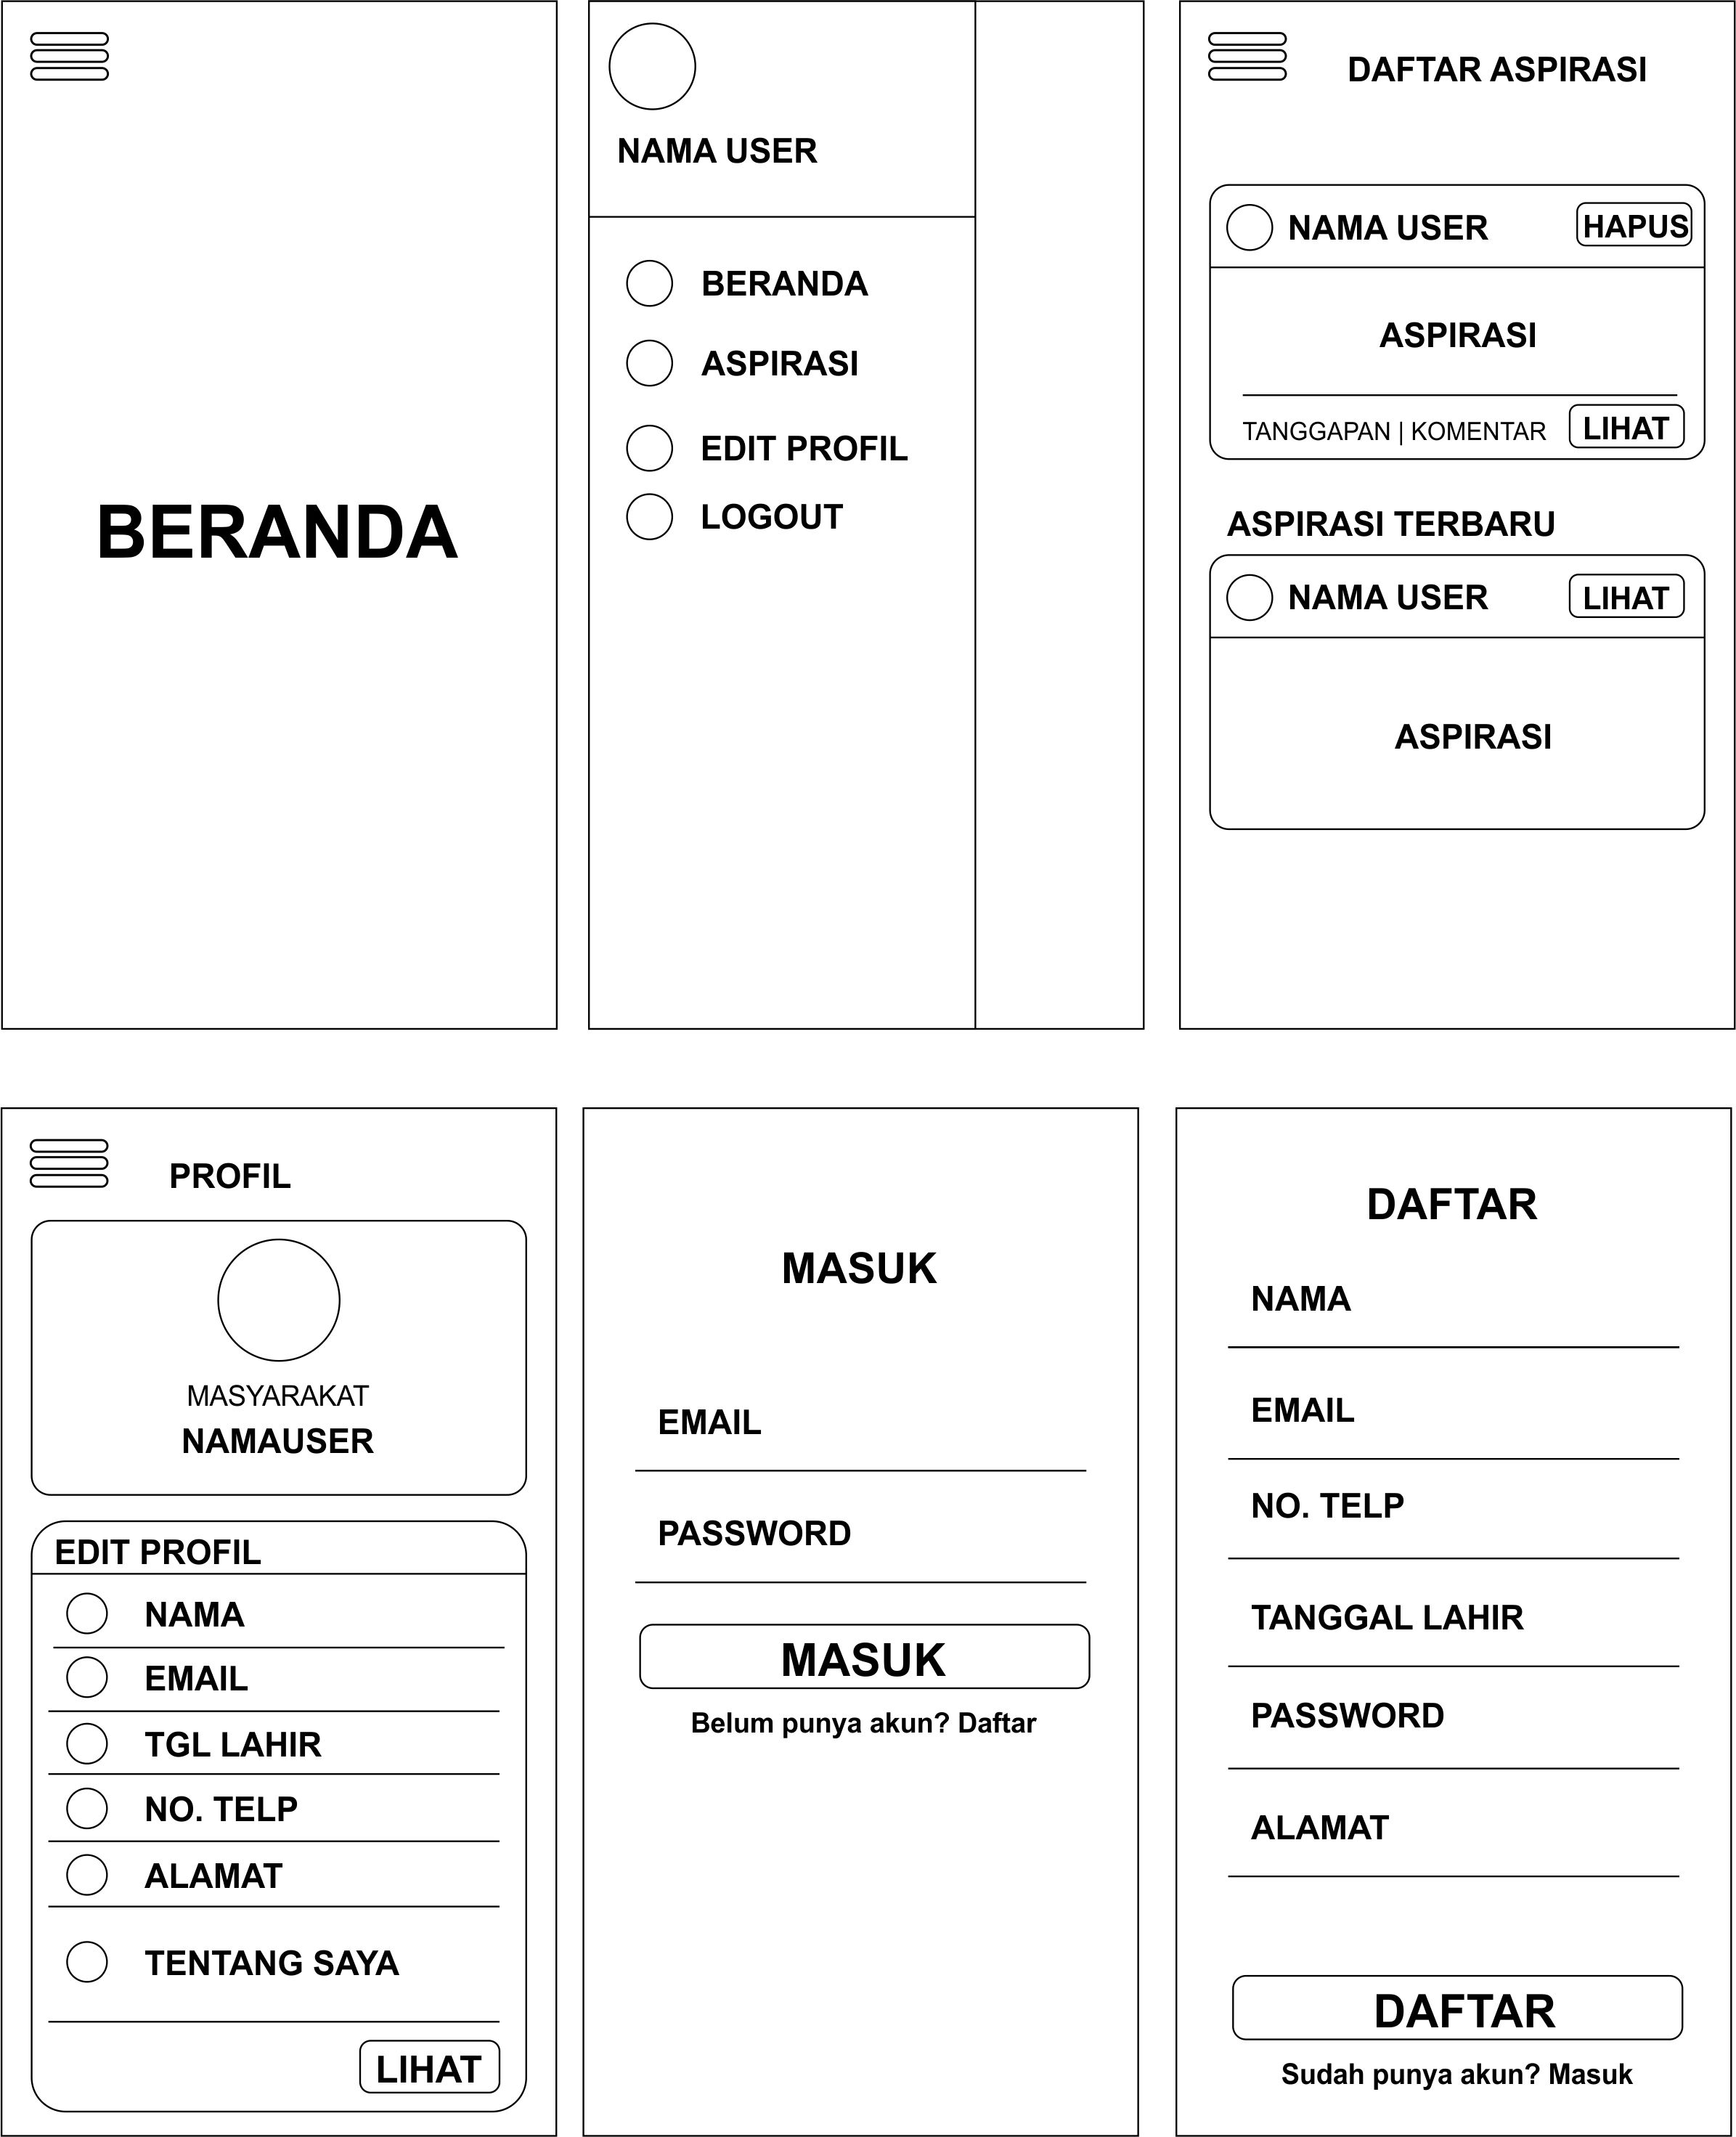 BERANDA
NAMA USER
BERANDA
ASPIRASI
EDIT PROFIL
LOGOUT
DAFTAR ASPIRASI
NAMA USER HAPUS
ASPIRASI
TANGGAPAN | KOMENTAR LIHAT
ASPIRASI TERBARU
NAMA USER LIHAT
ASPIRASI
PROFIL
MASYARAKAT
NAMAUSER
EDIT PROFIL
NAMA
EMAIL
TGL LAHIR
NO. TELP
ALAMAT
TENTANG SAYA
LIHAT
MASUK
EMAIL
PASSWORD
MASUK
Belum punya akun? Daftar
DAFTAR
NAMA
EMAIL
NO. TELP
TANGGAL LAHIR
PASSWORD
ALAMAT
DAFTAR
Sudah punya akun? Masuk